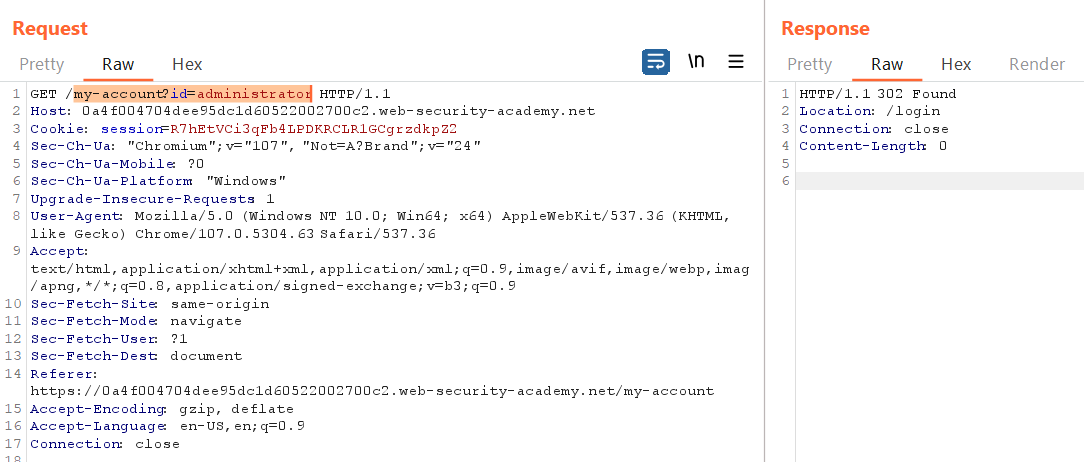 Request
Response
Pretty Raw Hex
\n
Pretty Raw Hex Render
1 GET /my-account?id=administrator HTTP/1.1
2 Host: 0a4f004704dee95dc1d60522002700c2.web-security-academy.net
3 Cookie: session=R7hEtVCi3qFb4LPDKRCLR1GCgrzdkpZ2
4 Sec-Ch-Ua: "Chromium";v="107", "Not=A?Brand";v="24"
5 Sec-Ch-Ua-Mobile: ?0
6 Sec-Ch-Ua-Platform: "Windows"
7 Upgrade-Insecure-Requests: 1
8 User-Agent: Mozilla/5.0 (Windows NT 10.0; Win64; x64) AppleWebKit/537.36 (KHTML,
like Gecko) Chrome/107.0.5304.63 Safari/537.36
9 Accept:
text/html,application/xhtml+xml,application/xml;q=0.9,image/avif,image/webp,imag
/apng,*/*;q=0.8,application/signed-exchange;v=b3;q=0.9
10 Sec-Fetch-Site: same-origin
11 Sec-Fetch-Mode: navigate
12 Sec-Fetch-User: ?1
13 Sec-Fetch-Dest: document
14 Referer:
https://0a4f004704dee95dc1d60522002700c2.web-security-academy.net/my-account
15 Accept-Encoding: gzip, deflate
16 Accept-Language: en-US,en;q=0.9
17 Connection: close
18
1 HTTP/1.1 302 Found
2 Location: /login
3 Connection: close
4 Content-Length: 0
5
6